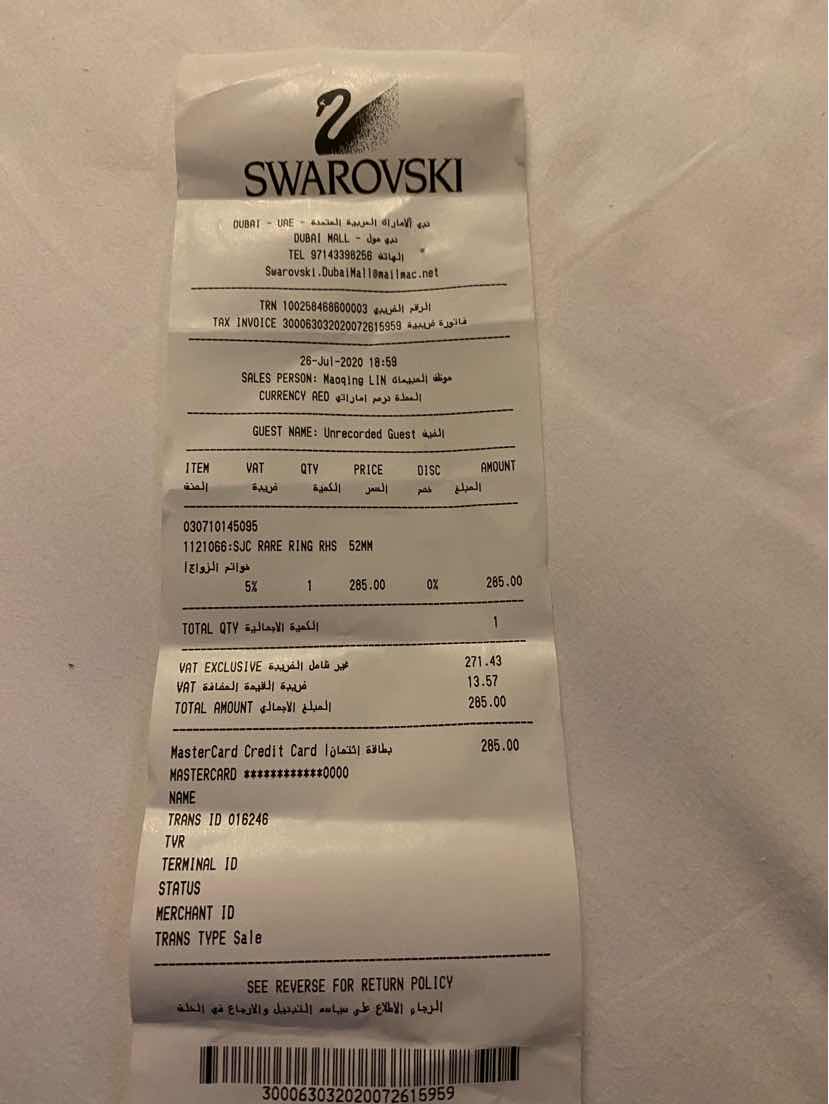 SWAROVSKI
DUBAI - UAE - دبي الامارات العربية المتحدة
DUBAI MALL - دبي مول
TEL 97143398256 الهاتف
Swarovski.DubaiMall@mailmac.net
TRN 100258468600003 الرقم الضريبي
TAX INVOICE 300063032020072615959 فاتورة ضريبية
26-Jul-2020 18:59
SALES PERSON: Maoqing LIN موظف المبيعات
CURRENCY AED العملة درهم اماراتي
GUEST NAME: Unrecorded Guest الضيف
ITEM VAT QTY PRICE DISC AMOUNT
الصنف ضريبة الكمية السعر خصم المبلغ
030710145095
1121066:SJC RARE RING RHS 52MM
خواتم الزواج|
5% 1 285.00 0% 285.00
TOTAL QTY الكمية الاجمالية 1
VAT EXCLUSIVE غير شامل الضريبة 271.43
VAT ضريبة القيمة المضافة 13.57
TOTAL AMOUNT المبلغ الاجمالي 285.00
MasterCard Credit Card |بطاقة إئتمان 285.00
MASTERCARD ************0000
NAME
TRANS ID 016246
TVR
TERMINAL ID
STATUS
MERCHANT ID
TRANS TYPE Sale
SEE REVERSE FOR RETURN POLICY
الرجاء الاطلاع على سياسة التبديل والارجاع في الخلف
300063032020072615959